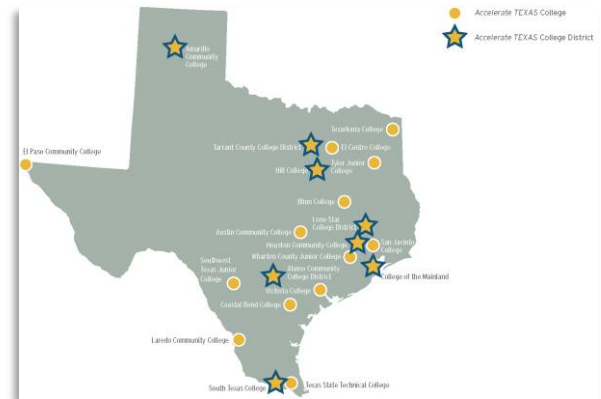 Accelerate TEXAS College
Accelerate TEXAS College District
Amarillo
Community
College
Texarkana College
Tarrant County College District
El Centro College
El Paso Community College
Hill College
Tyler Junior
College
Blinn College
Lone Star
College District
Austin Community College
Houston Community College
San Jacinto
College
Wharton County Junior College
Southwest
Texas Junior
College
Alamo Community
College District
College of the Mainland
Victoria College
Coastal Bend College
Laredo Community College
South Texas College
Texas State Technical College